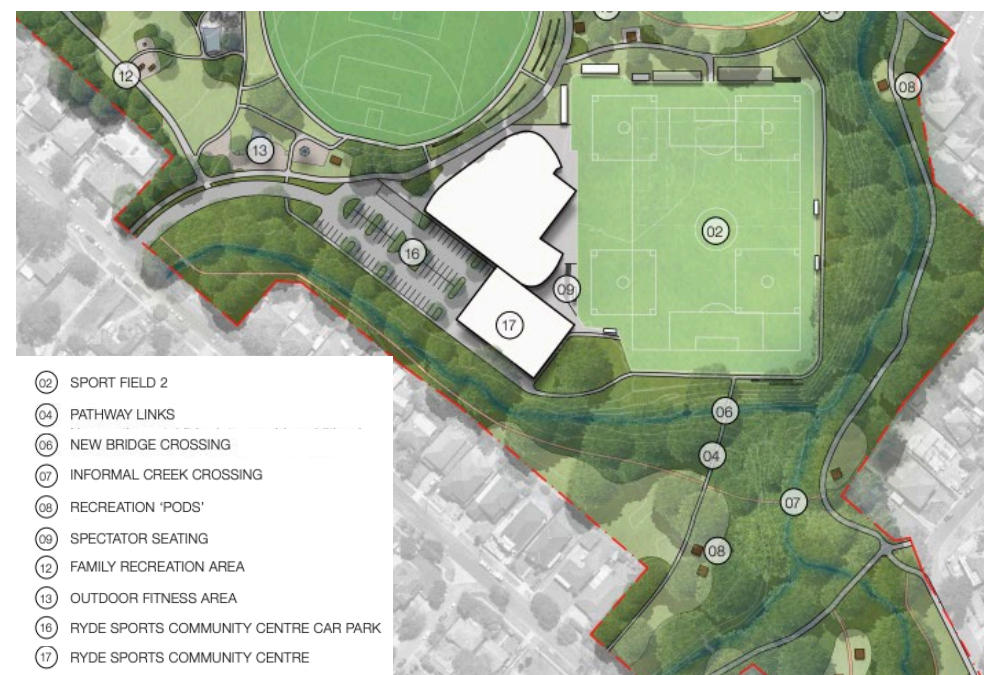 12
08
13
02
16
09
17
06
04
07
08
02 SPORT FIELD 2
04 PATHWAY LINKS
06 NEW BRIDGE CROSSING
07 INFORMAL CREEK CROSSING
08 RECREATION ‘PODS’
09 SPECTATOR SEATING
12 FAMILY RECREATION AREA
13 OUTDOOR FITNESS AREA
16 RYDE SPORTS COMMUNITY CENTRE CAR PARK
17 RYDE SPORTS COMMUNITY CENTRE